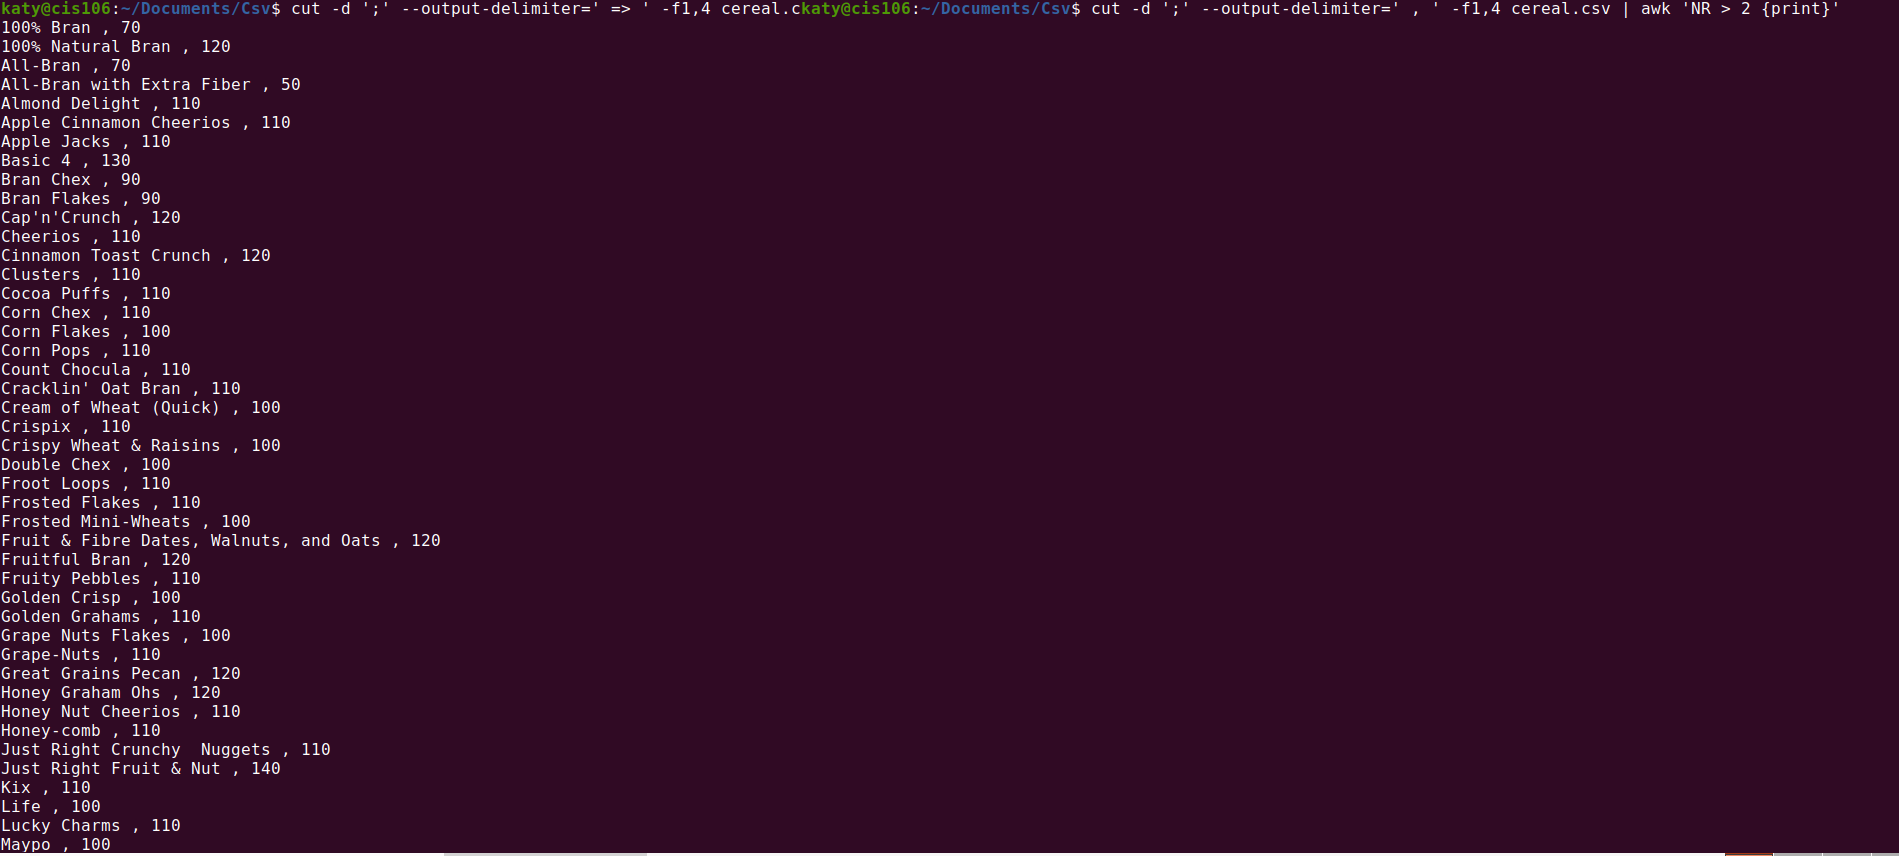 katy@cis106:~/Documents/Csv$ cut -d ';' --output-delimiter=' => ' -f1,4 cereal.ckaty@cis106:~/Documents/Csv$ cut -d ';' --output-delimiter=' , ' -f1,4 cereal.csv | awk 'NR > 2 {print}'
100% Bran , 70
100% Natural Bran , 120
All-Bran , 70
All-Bran with Extra Fiber , 50
Almond Delight , 110
Apple Cinnamon Cheerios , 110
Apple Jacks , 110
Basic 4 , 130
Bran Chex , 90
Bran Flakes , 90
Cap'n'Crunch , 120
Cheerios , 110
Cinnamon Toast Crunch , 120
Clusters , 110
Cocoa Puffs , 110
Corn Chex , 110
Corn Flakes , 100
Corn Pops , 110
Count Chocula , 110
Cracklin' Oat Bran , 110
Cream of Wheat (Quick) , 100
Crispix , 110
Crispy Wheat & Raisins , 100
Double Chex , 100
Froot Loops , 110
Frosted Flakes , 110
Frosted Mini-Wheats , 100
Fruit & Fibre Dates, Walnuts, and Oats , 120
Fruitful Bran , 120
Fruity Pebbles , 110
Golden Crisp , 100
Golden Grahams , 110
Grape Nuts Flakes , 100
Grape-Nuts , 110
Great Grains Pecan , 120
Honey Graham Ohs , 120
Honey Nut Cheerios , 110
Honey-comb , 110
Just Right Crunchy  Nuggets , 110
Just Right Fruit & Nut , 140
Kix , 110
Life , 100
Lucky Charms , 110
Maypo , 100